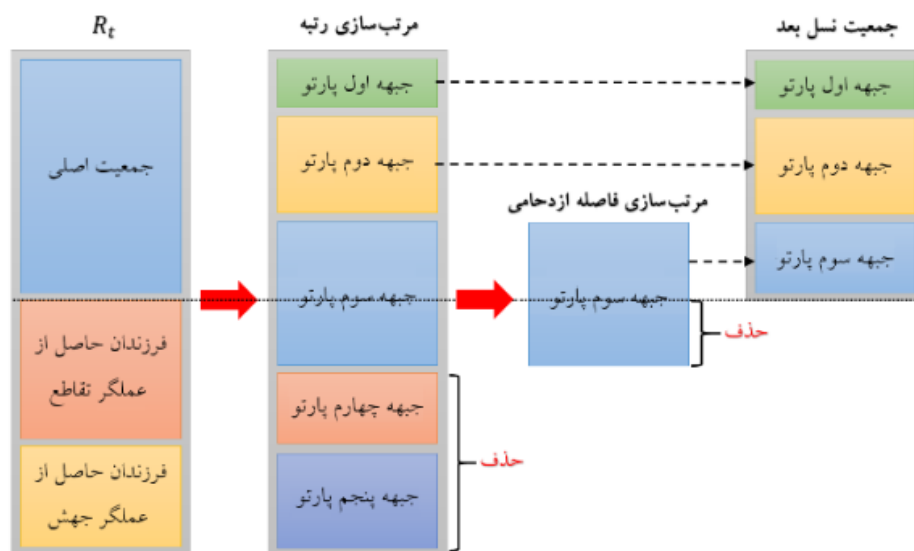 R_t
جمعیت اصلی
فرزندان حاصل از
عملگر تقاطع
فرزندان حاصل از
عملگر جهش
مرتب‌سازی رتبه
جبهه اول پارتو
جبهه دوم پارتو
جبهه سوم پارتو
جبهه چهارم پارتو
جبهه پنجم پارتو
حذف
مرتب‌سازی فاصله ازدحامی
جبهه سوم پارتو
حذف
جمعیت نسل بعد
جبهه اول پارتو
جبهه دوم پارتو
جبهه سوم پارتو